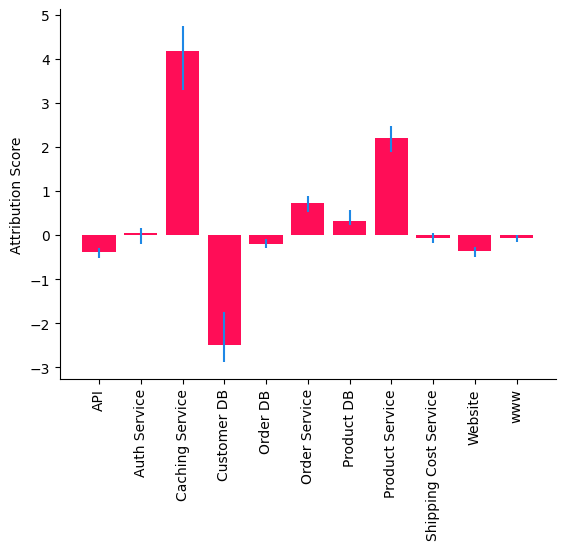 Attribution Score
5
4
3
2
1
0
−1
−2
−3
API
Auth Service
Caching Service
Customer DB
Order DB
Order Service
Product DB
Product Service
Shipping Cost Service
Website
www